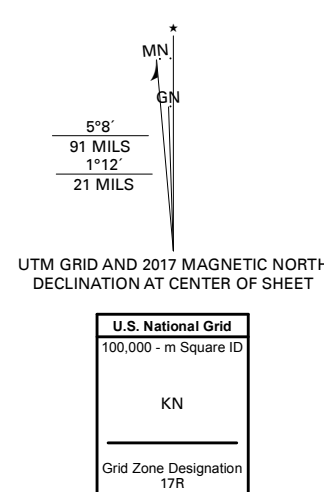 ★
MN
GN
5°8´
91 MILS
1°12´
21 MILS
UTM GRID AND 2017 MAGNETIC NORTH
DECLINATION AT CENTER OF SHEET
U.S. National Grid
100,000 - m Square ID
KN
Grid Zone Designation
17R